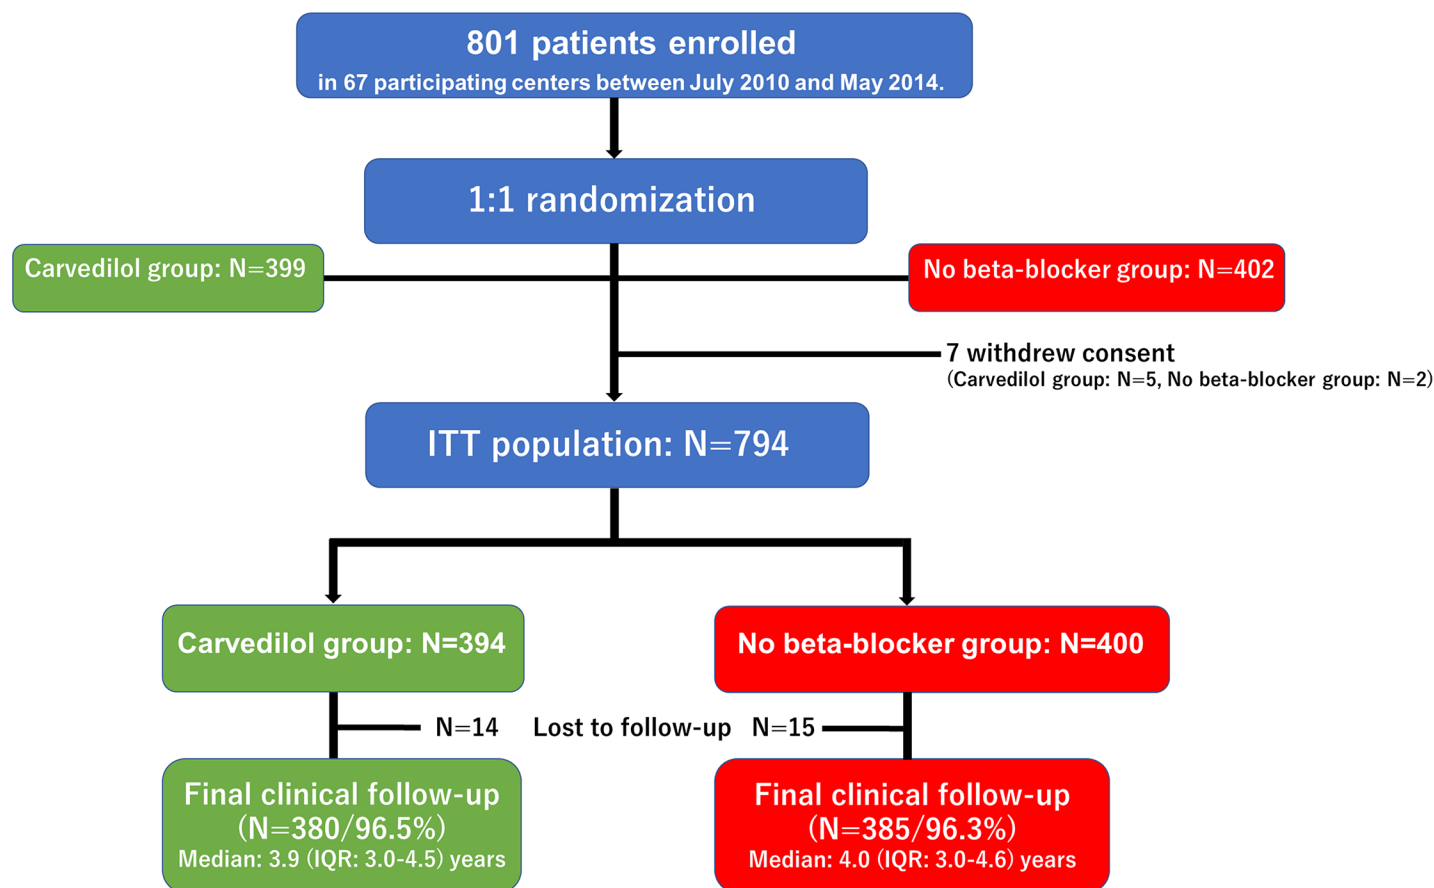 801 patients enrolled
in 67 participating centers between July 2010 and May 2014.
1:1 randomization
Carvedilol group: N=399
No beta-blocker group: N=402
7 withdrew consent
(Carvedilol group: N=5, No beta-blocker group: N=2)
ITT population: N=794
Carvedilol group: N=394
No beta-blocker group: N=400
N=14 Lost to follow-up N=15
Final clinical follow-up
(N=380/96.5%)
Median: 3.9 (IQR: 3.0-4.5) years
Final clinical follow-up
(N=385/96.3%)
Median: 4.0 (IQR: 3.0-4.6) years